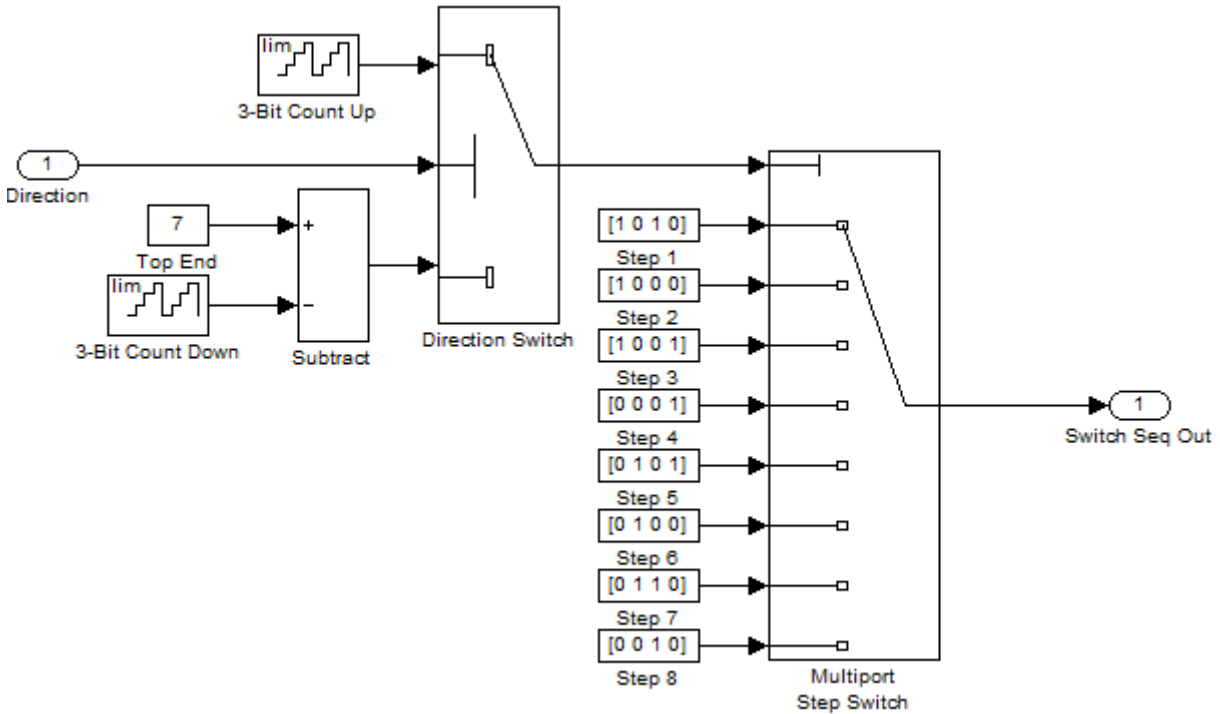 lim
3-Bit Count Up
1
Direction
7
Top End
lim
3-Bit Count Down
+
−
Subtract
Direction Switch
[1 0 1 0]
Step 1
[1 0 0 0]
Step 2
[1 0 0 1]
Step 3
[0 0 0 1]
Step 4
[0 1 0 1]
Step 5
[0 1 0 0]
Step 6
[0 1 1 0]
Step 7
[0 0 1 0]
Step 8
Multiport
Step Switch
1
Switch Seq Out